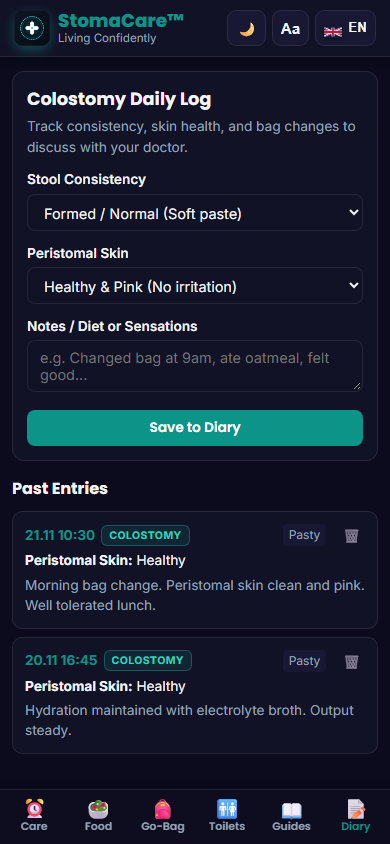 StomaCare™
Living Confidently
Aa
EN
Colostomy Daily Log
Track consistency, skin health, and bag changes to
discuss with your doctor.
Stool Consistency
Formed / Normal (Soft paste)
Peristomal Skin
Healthy & Pink (No irritation)
Notes / Diet or Sensations
e.g. Changed bag at 9am, ate oatmeal, felt
good...
Save to Diary
Past Entries
21.11 10:30 COLOSTOMY Pasty
Peristomal Skin: Healthy
Morning bag change. Peristomal skin clean and pink.
Well tolerated lunch.
20.11 16:45 COLOSTOMY Pasty
Peristomal Skin: Healthy
Hydration maintained with electrolyte broth. Output
steady.
Care Food Go-Bag Toilets Guides Diary